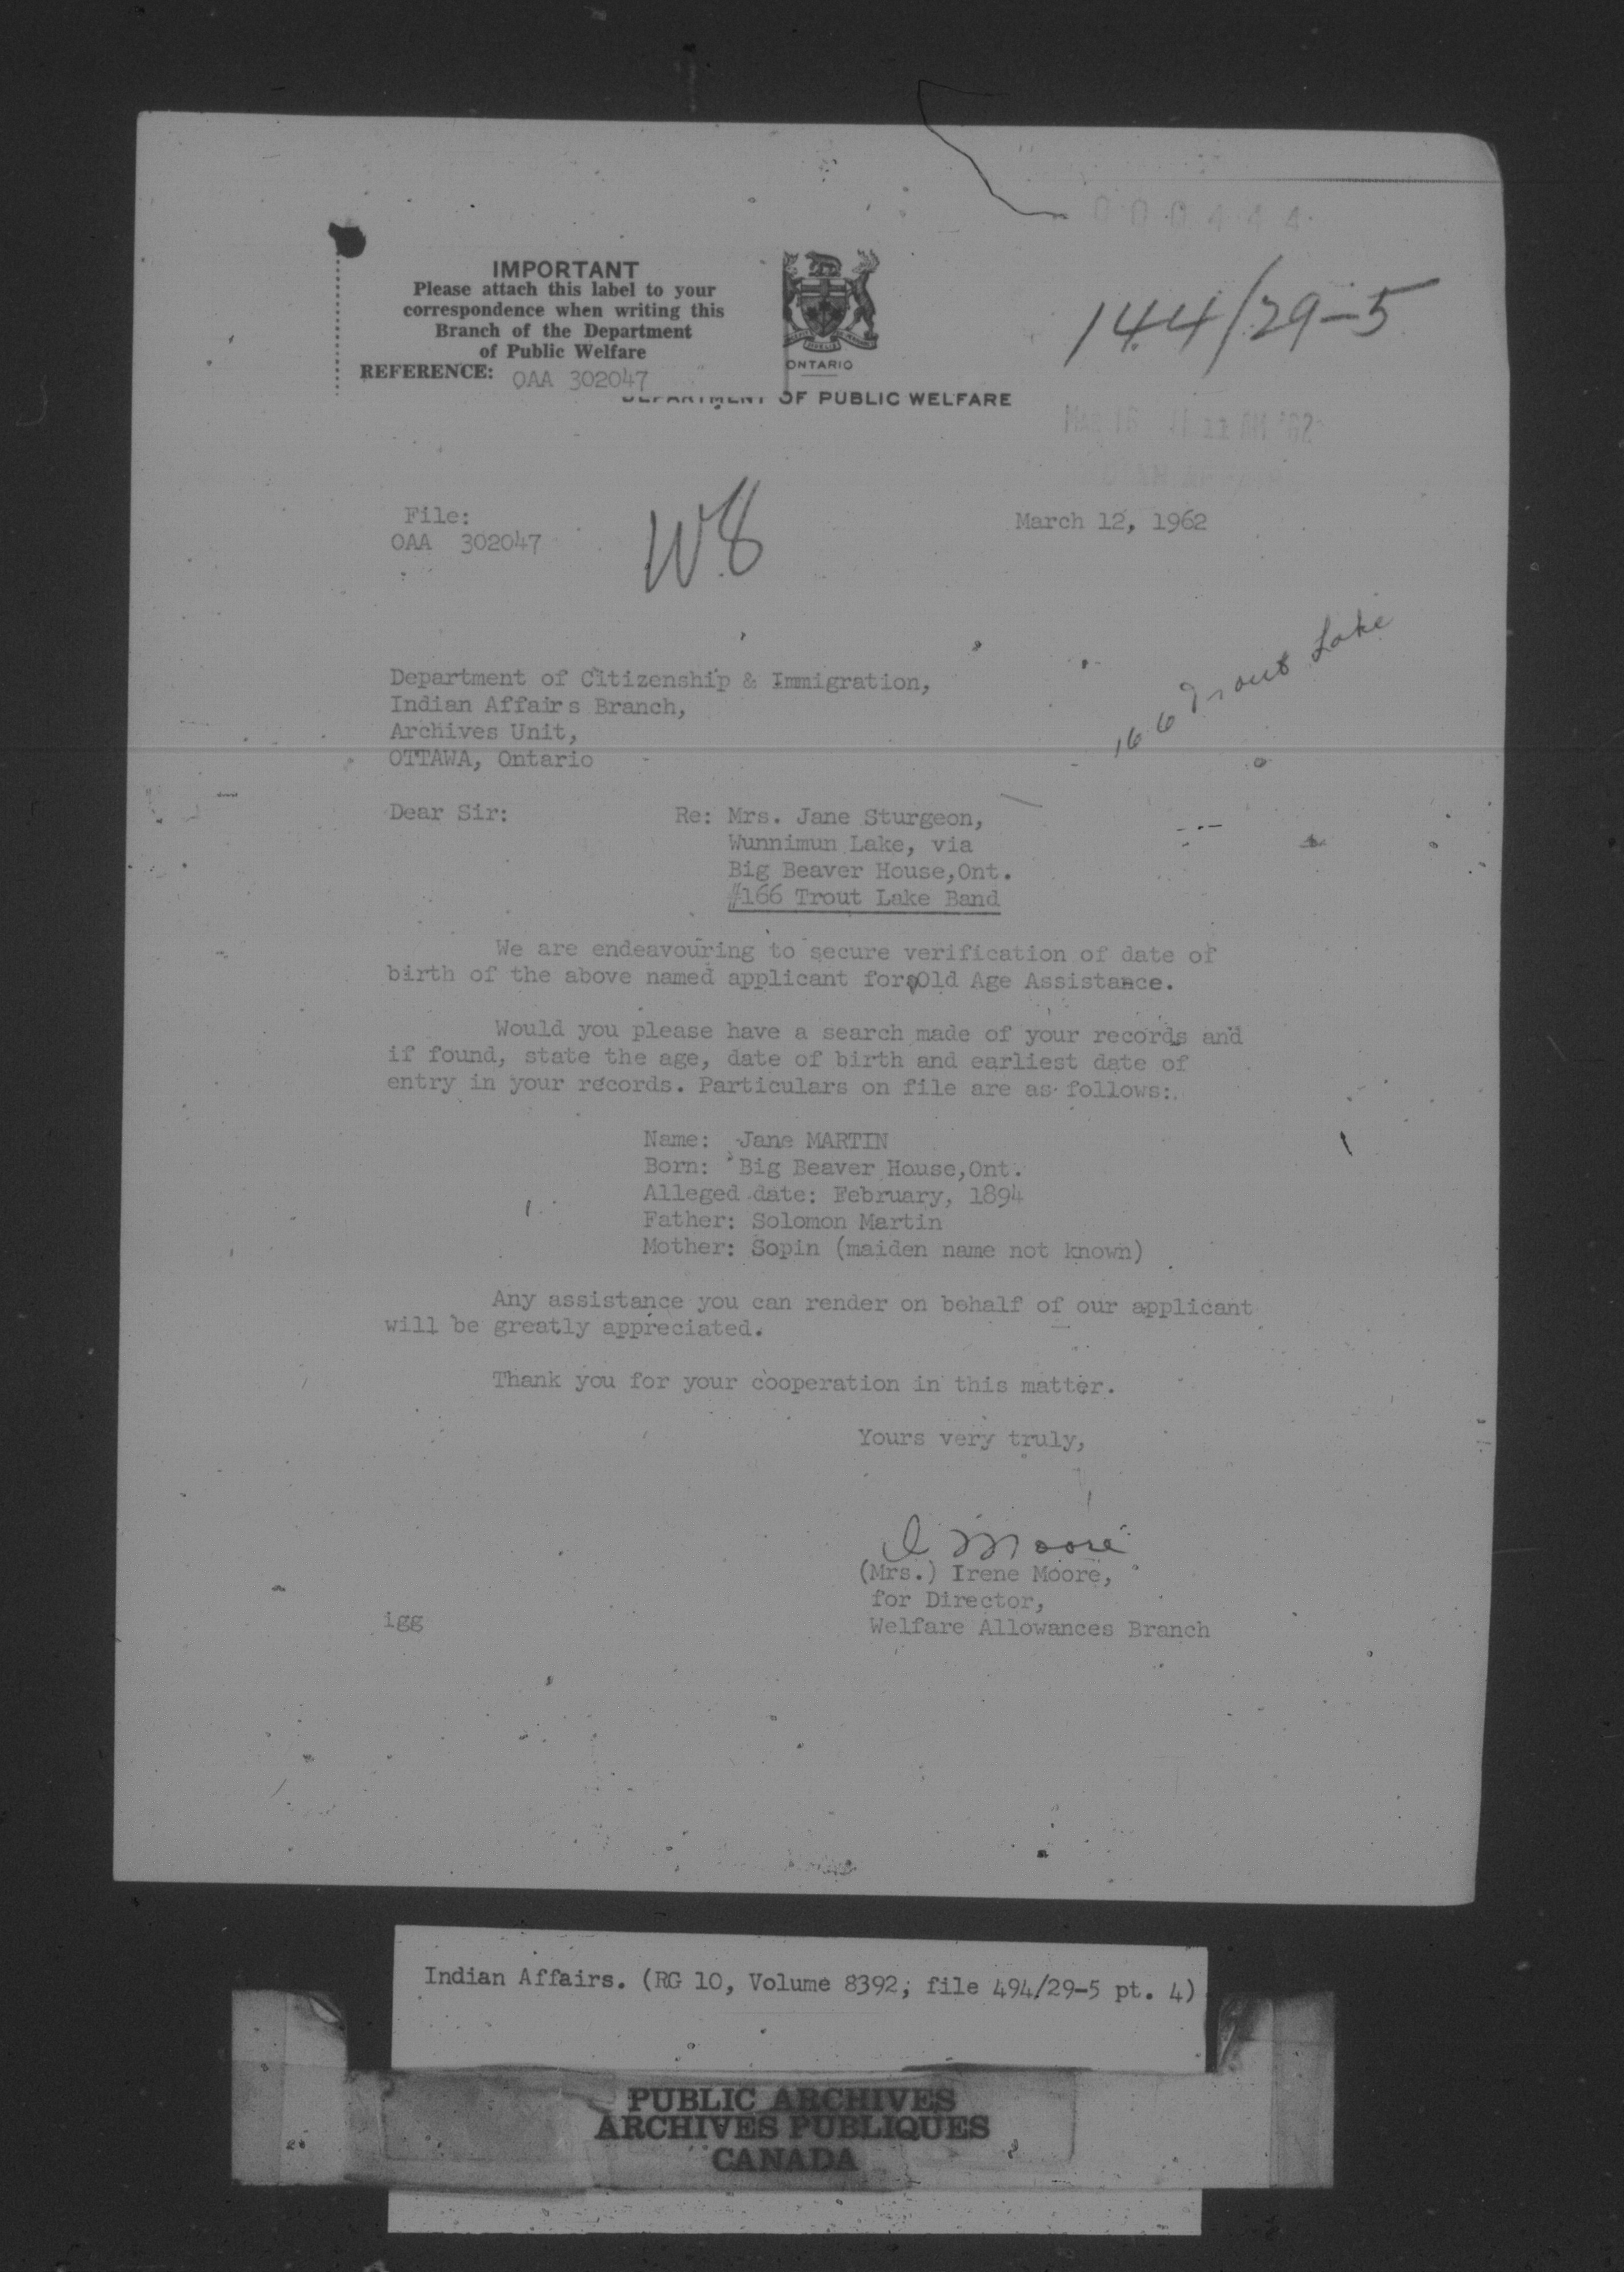 000444
IMPORTANT
Please attach this label to your
correspondence when writing this
Branch of the Department
of Public Welfare
REFERENCE: OAA 302047
ONTARIO
DEPARTMENT OF PUBLIC WELFARE
144/29-5
MAR 16 11 11 AM '62
File:
OAA 302047
W8
March 12, 1962
166 Trout Lake
Department of Citizenship & Immigration,
Indian Affairs Branch,
Archives Unit,
OTTAWA, Ontario
Dear Sir:
Re: Mrs. Jane Sturgeon,
Wunnimun Lake, via
Big Beaver House,Ont.
#166 Trout Lake Band
We are endeavouring to secure verification of date of
birth of the above named applicant for Old Age Assistance.
Would you please have a search made of your records and
if found, state the age, date of birth and earliest date of
entry in your records. Particulars on file are as follows:
Name: Jane MARTIN
Born: Big Beaver House,Ont.
Alleged date: February, 1894
Father: Solomon Martin
Mother: Sopin (maiden name not known)
Any assistance you can render on behalf of our applicant
will be greatly appreciated.
Thank you for your cooperation in this matter.
Yours very truly,
I Moore
(Mrs.) Irene Moore,
for Director,
Welfare Allowances Branch
igg
Indian Affairs. (RG 10, Volume 8392, file 494/29-5 pt. 4)
PUBLIC ARCHIVES
ARCHIVES PUBLIQUES
CANADA